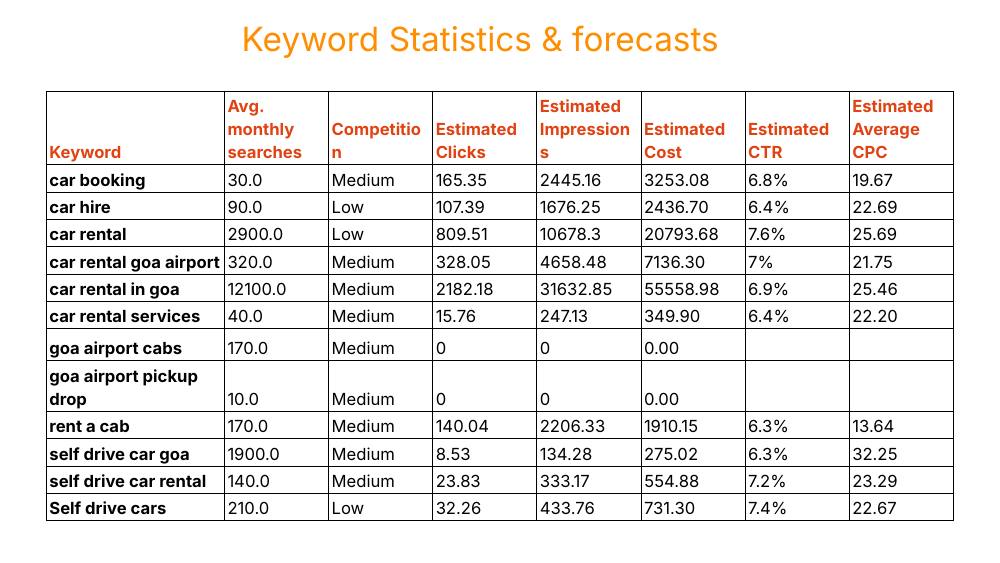 Keyword Statistics & forecasts
Keyword Avg. monthly searches Competition Estimated Clicks Estimated Impressions Estimated Cost Estimated CTR Estimated Average CPC
car booking 30.0 Medium 165.35 2445.16 3253.08 6.8% 19.67
car hire 90.0 Low 107.39 1676.25 2436.70 6.4% 22.69
car rental 2900.0 Low 809.51 10678.3 20793.68 7.6% 25.69
car rental goa airport 320.0 Medium 328.05 4658.48 7136.30 7% 21.75
car rental in goa 12100.0 Medium 2182.18 31632.85 55558.98 6.9% 25.46
car rental services 40.0 Medium 15.76 247.13 349.90 6.4% 22.20
goa airport cabs 170.0 Medium 0 0 0.00
goa airport pickup drop 10.0 Medium 0 0 0.00
rent a cab 170.0 Medium 140.04 2206.33 1910.15 6.3% 13.64
self drive car goa 1900.0 Medium 8.53 134.28 275.02 6.3% 32.25
self drive car rental 140.0 Medium 23.83 333.17 554.88 7.2% 23.29
Self drive cars 210.0 Low 32.26 433.76 731.30 7.4% 22.67